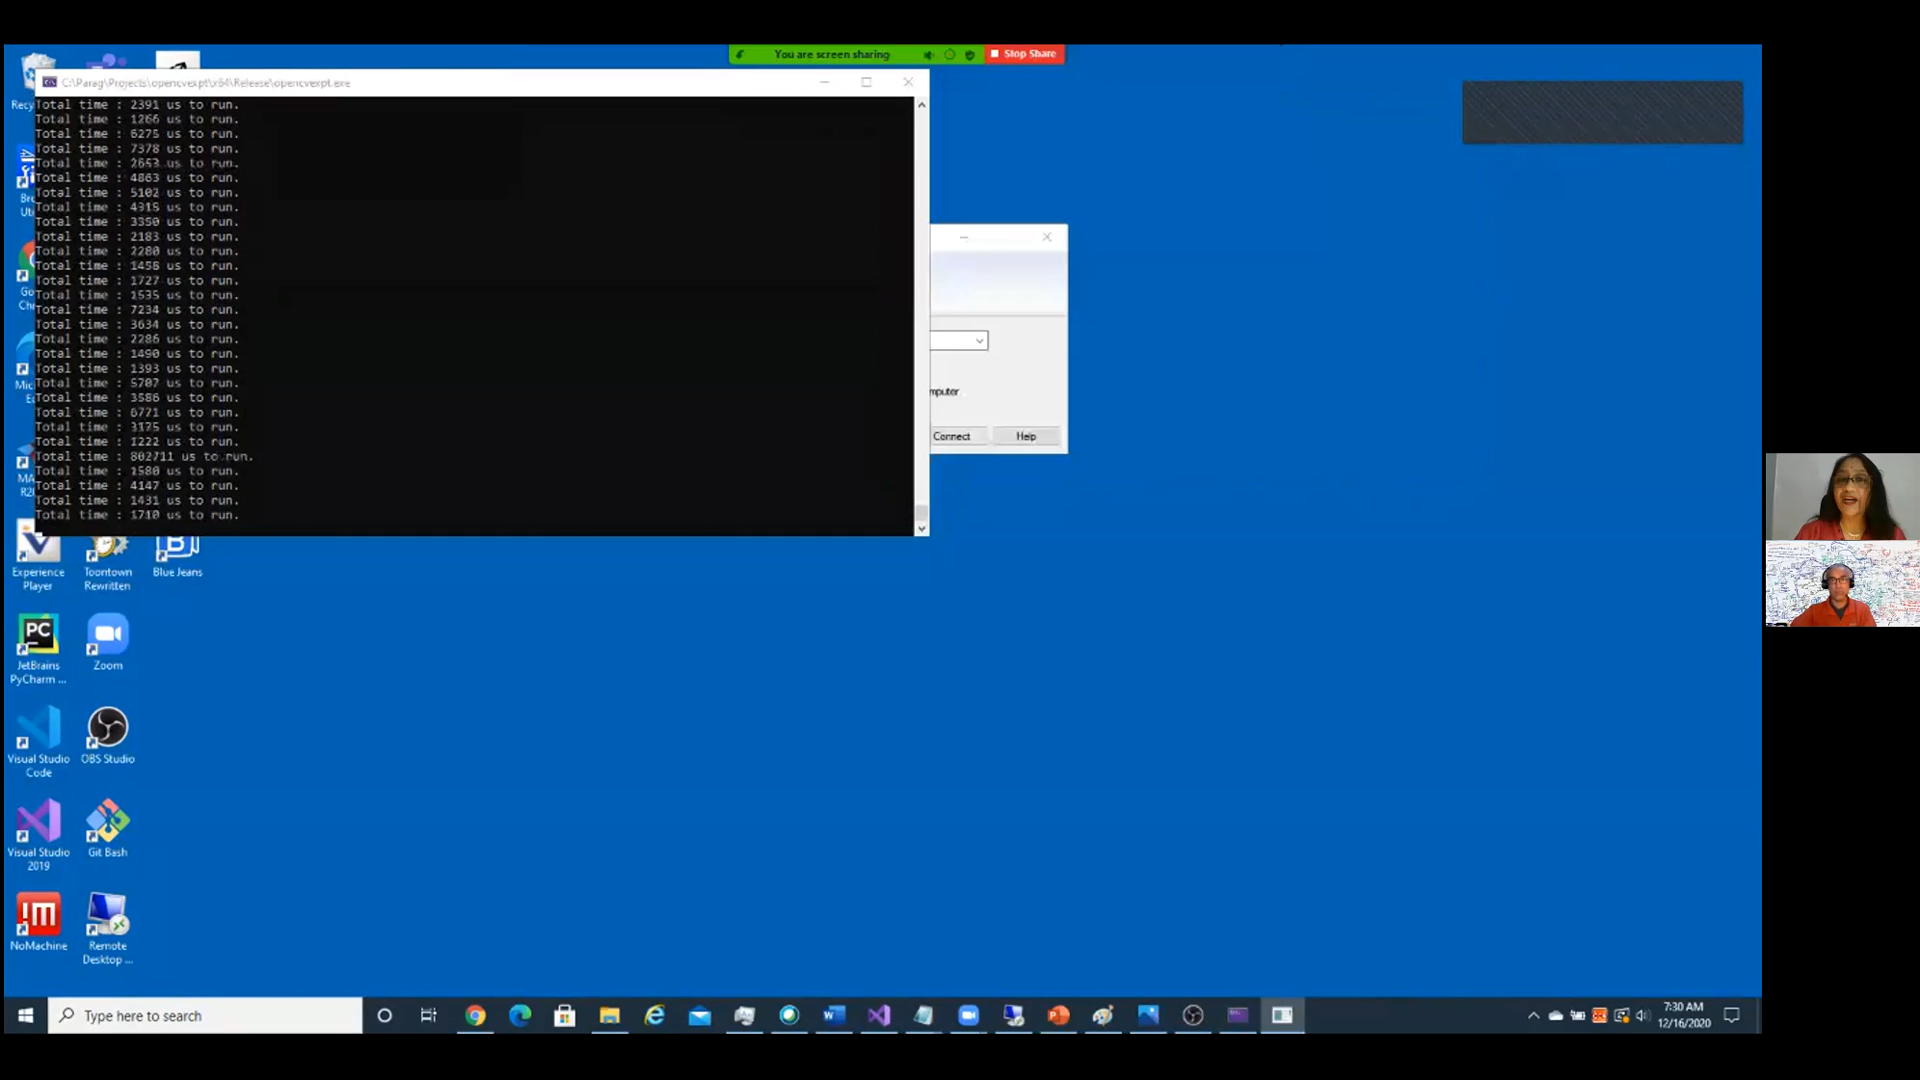 You are screen sharing
Stop Share
C:\Parag\Projects\opencvexpt\x64\Release\opencvexpt.exe
Total time : 2391 us to run.
Total time : 1266 us to run.
Total time : 6275 us to run.
Total time : 7378 us to run.
Total time : 2653 us to run.
Total time : 4863 us to run.
Total time : 5102 us to run.
Total time : 4315 us to run.
Total time : 3350 us to run.
Total time : 2183 us to run.
Total time : 2280 us to run.
Total time : 1458 us to run.
Total time : 1727 us to run.
Total time : 1535 us to run.
Total time : 7234 us to run.
Total time : 3634 us to run.
Total time : 2286 us to run.
Total time : 1490 us to run.
Total time : 1393 us to run.
Total time : 5707 us to run.
Total time : 3586 us to run.
Total time : 6771 us to run.
Total time : 3175 us to run.
Total time : 1222 us to run.
Total time : 802711 us to run.
Total time : 1580 us to run.
Total time : 4147 us to run.
Total time : 1431 us to run.
Total time : 1710 us to run.
mputer
Connect
Help
Recy
Bro
Uti
Go
Chr
Mic
E
MA
R20
Experience
Player
Toontown
Rewritten
Blue Jeans
JetBrains
PyCharm ...
Zoom
Visual Studio
Code
OBS Studio
Visual Studio
2019
Git Bash
NoMachine
Remote
Desktop ...
Type here to search
7:30 AM
12/16/2020